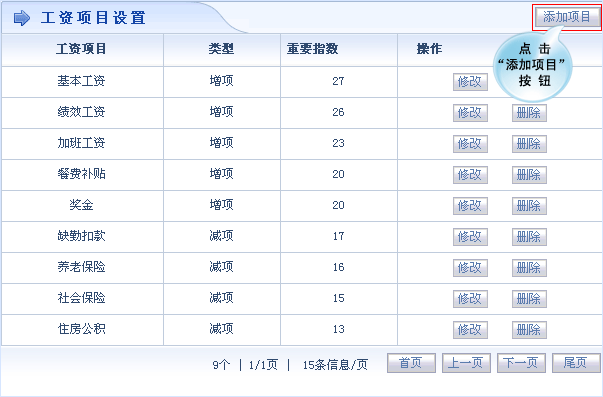 工资项目设置 添加项目
工资项目 类型 重要指数 操作
点 击
“添加项目”
按 钮
基本工资 增项 27 修改
绩效工资 增项 26 修改 删除
加班工资 增项 23 修改 删除
餐费补贴 增项 20 修改 删除
奖金 增项 20 修改 删除
缺勤扣款 减项 17 修改 删除
养老保险 减项 16 修改 删除
社会保险 减项 15 修改 删除
住房公积 减项 13 修改 删除
9个 | 1/1页 | 15条信息/页 首页 上一页 下一页 尾页